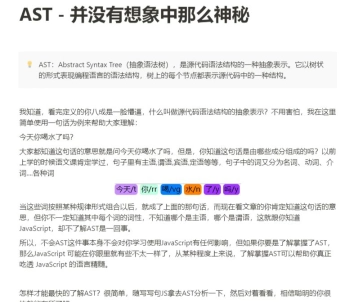 AST - 并没有想象中那么神秘
AST：Abstract Syntax Tree（抽象语法树），是源代码语法结构的一种抽象表示。它以树状
的形式表现编程语言的语法结构，树上的每个节点都表示源代码中的一种结构。
我知道，看完定义的你八成是一脸懵逼，什么叫做源代码语法结构的抽象表示？不用害怕，我在这里
简单使用一句话为例来帮助大家理解：
今天你喝水了吗？
大家都知道这句话的意思就是问今天你喝水了吗，但是，你知道这句话是由哪些成分组成的吗？以前
上学的时候语文课肯定学过，句子里有主语,谓语,宾语,定语等等，句子中的词又分为名词、动词、介
词....各种词
今天/t 你/rr 喝/vg 水/n 了/y 吗/y
当这些词按照某种规律形式组合以后，就成了上面的那句话，而现在看文章的你肯定知道这句话的意
思，但你不一定知道其中每个词的词性，不知道哪个是主语，哪个是谓语，这就跟你知道
JavaScript，却不了解AST是一回事。
所以，不会AST这件事本身不会对你学习使用JavaScript有任何影响，但如果你要是了解掌握了AST，
那么JavaScript 可能在你眼里就有些不太一样了，从某种程度上来说，了解掌握AST可以帮助你真正
吃透 JavaScript 的语言精髓。
怎样才能最快的了解AST？很简单，随写写句JS拿去AST分析一下，然后对着看看，相信聪明的你很